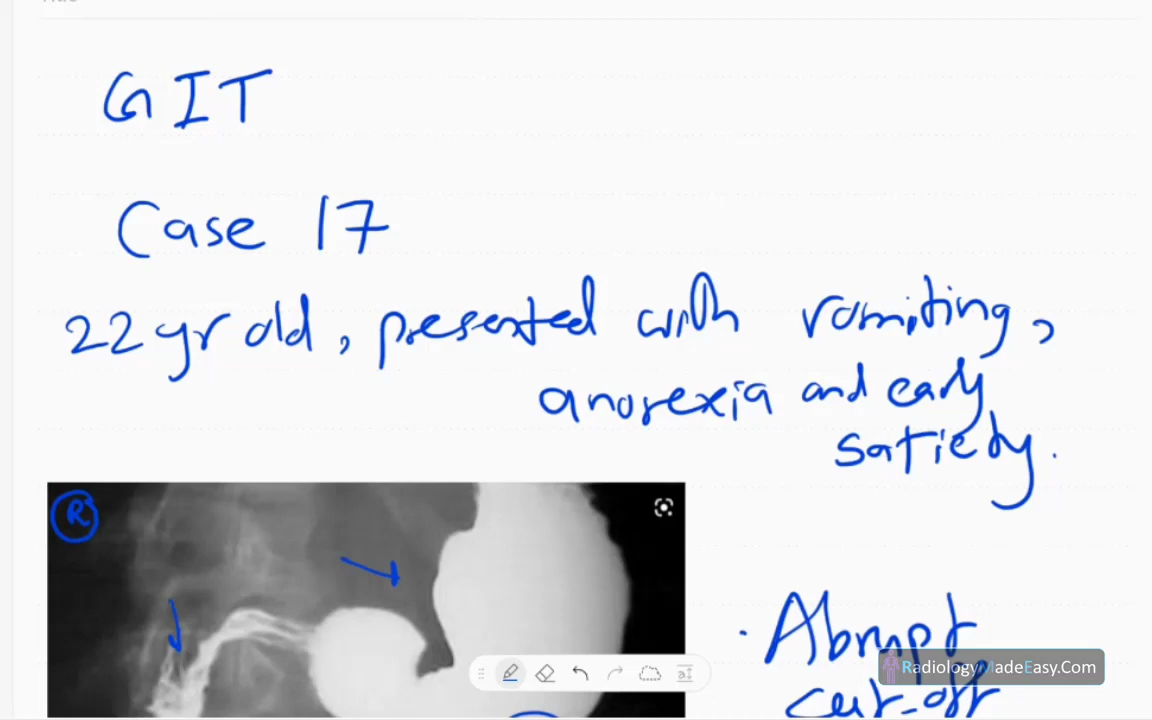 GIT
Case 17
22 yr old, presented with vomiting,
anorexia and early
satiety.
R
. Abrupt
cut-off
RadiologyMadeEasy.Com